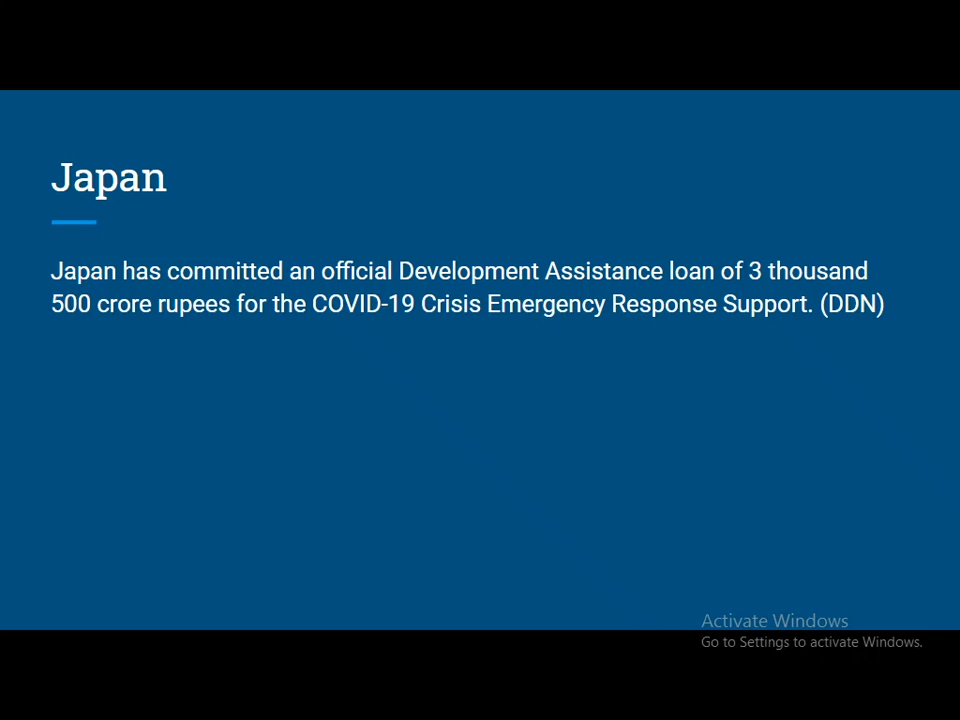 Japan
Japan has committed an official Development Assistance loan of 3 thousand
500 crore rupees for the COVID-19 Crisis Emergency Response Support. (DDN)
Activate Windows
Go to Settings to activate Windows.